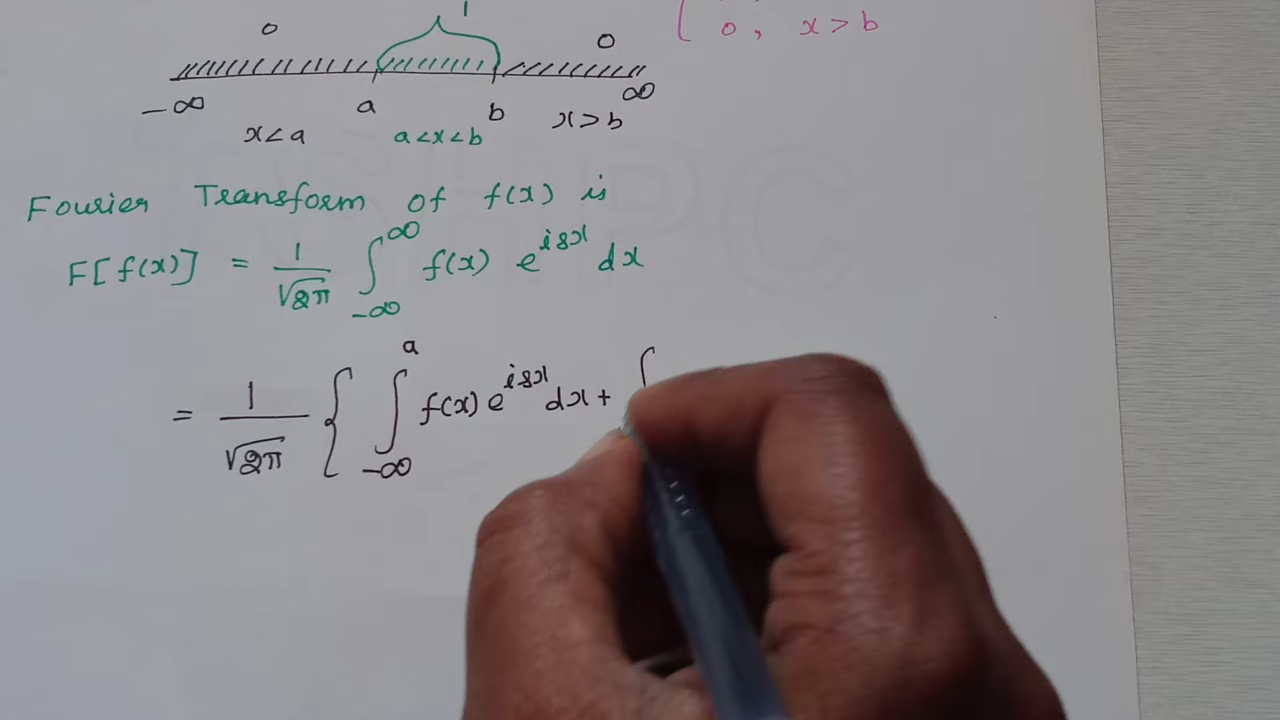 1
0 , x > b
0 0
-∞ a b ∞
x < a a < x < b x > b
Fourier Transform of f(x) is
F[f(x)] = 1/√2π ∫_{-∞}^{∞} f(x) e^{isx} dx
= 1/√2π { ∫_{-∞}^{a} f(x) e^{isx} dx + ∫